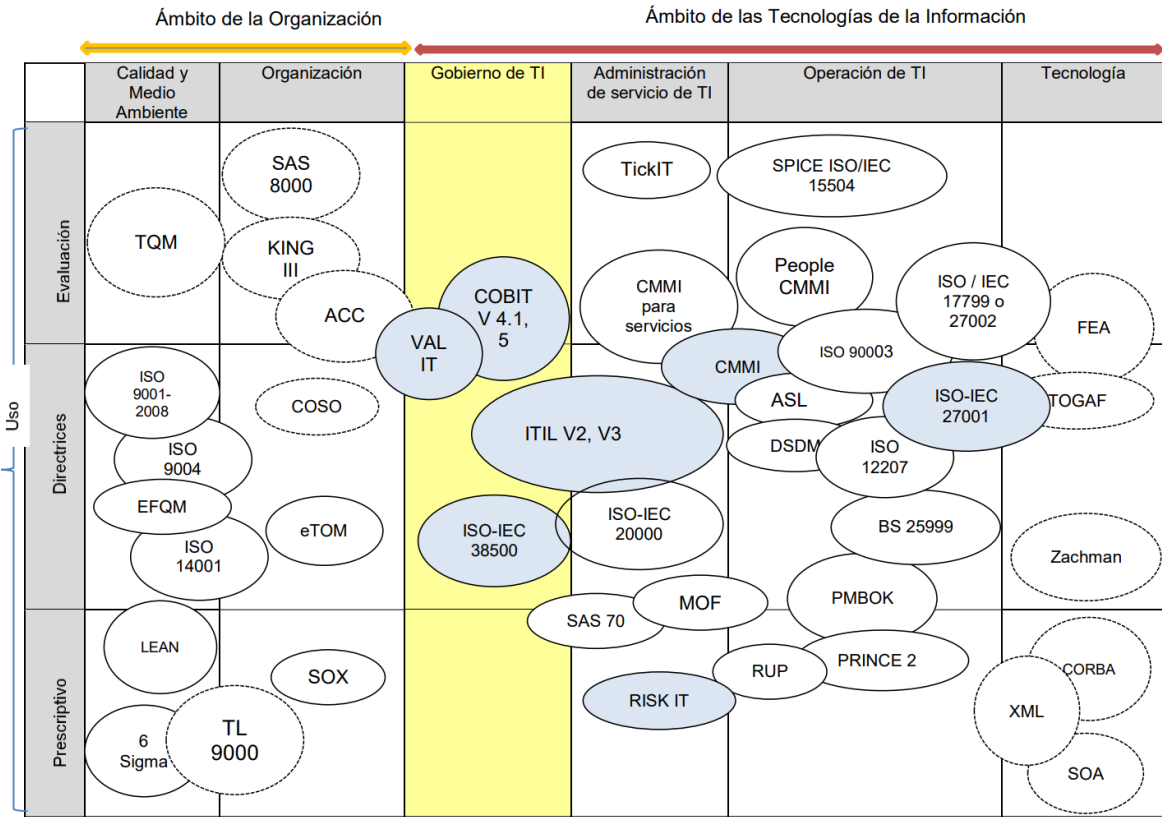 Ámbito de la Organización
Ámbito de las Tecnologías de la Información
Calidad y
Medio
Ambiente
Organización
Gobierno de TI
Administración
de servicio de TI
Operación de TI
Tecnología
Uso
Evaluación
SAS
8000
TQM
KING
III
ACC
VAL
IT
COBIT
V 4.1,
5
TickIT
CMMI
para
servicios
SPICE ISO/IEC
15504
People
CMMI
ISO / IEC
17799 o
27002
FEA
Directrices
ISO
9001-
2008
ISO
9004
EFQM
ISO
14001
COSO
eTOM
ITIL V2, V3
ISO-IEC
38500
ISO-IEC
20000
CMMI
ISO 90003
ASL
DSDM
ISO
12207
ISO-IEC
27001
BS 25999
TOGAF
Zachman
Prescriptivo
LEAN
6
Sigma
TL
9000
SOX
SAS 70
MOF
RISK IT
PMBOK
RUP
PRINCE 2
CORBA
XML
SOA